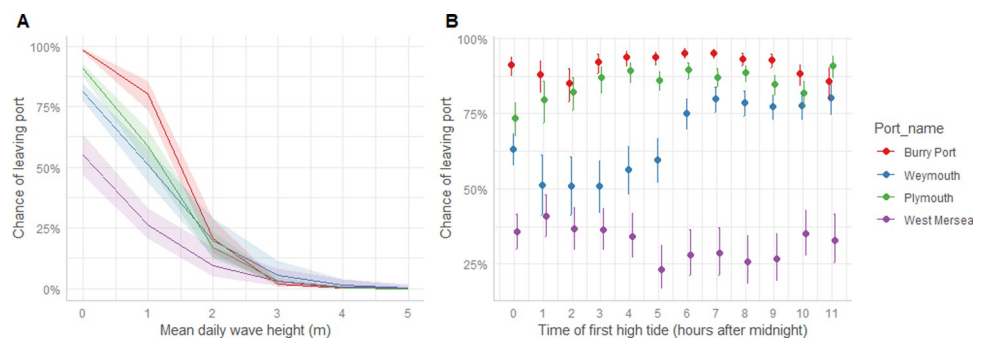 A
Chance of leaving port
100%
75%
50%
25%
0%
0 1 2 3 4 5
Mean daily wave height (m)
B
Chance of leaving port
100%
75%
50%
25%
0 1 2 3 4 5 6 7 8 9 10 11
Time of first high tide (hours after midnight)
Port_name
Burry Port
Weymouth
Plymouth
West Mersea